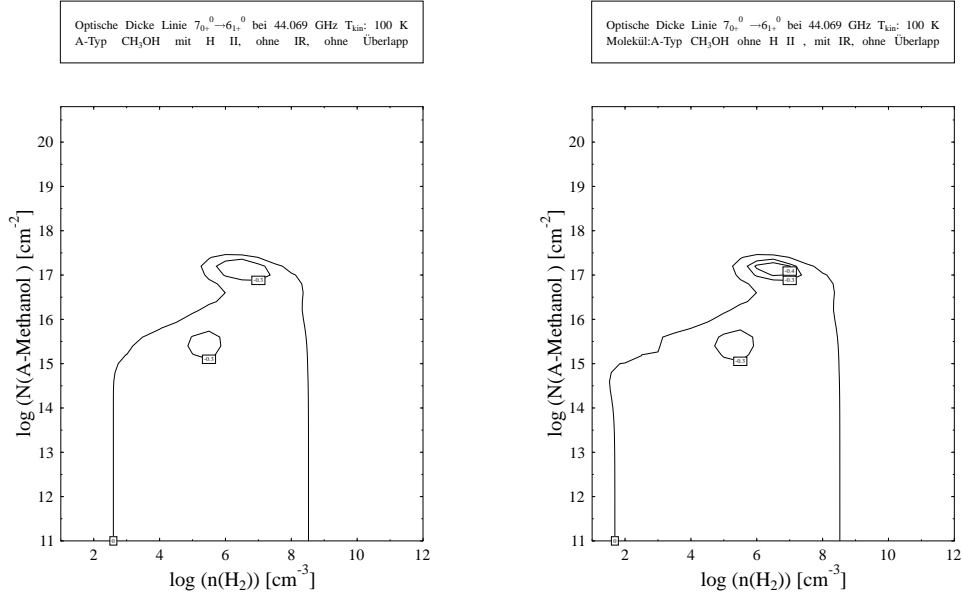 Optische Dicke Linie 7₀₊⁰→6₁₊⁰ bei 44.069 GHz T_kin: 100 K
A-Typ CH₃OH mit H II, ohne IR, ohne Überlapp
20
19
18
17
16
15
14
13
12
11
log (N(A-Methanol ) [cm⁻²]
-0.3
-0.3
0
2 4 6 8 10 12
log (n(H₂)) [cm⁻³]
Optische Dicke Linie 7₀₊⁰→6₁₊⁰ bei 44.069 GHz T_kin: 100 K
Molekül:A-Typ CH₃OH ohne H II , mit IR, ohne Überlapp
20
19
18
17
16
15
14
13
12
11
log (N(A-Methanol ) [cm⁻²]
-0.4
-0.3
-0.3
0
2 4 6 8 10 12
log (n(H₂)) [cm⁻³]